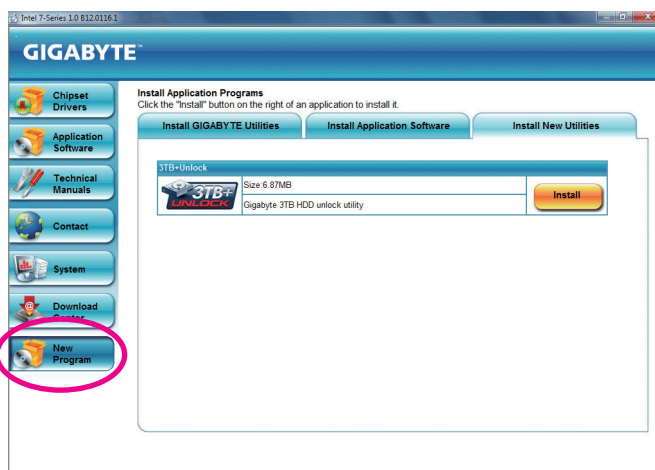 Intel 7-Series 1.0 B12.0116.1
GIGABYTE™
Chipset
Drivers
Application
Software
Technical
Manuals
Contact
System
Download
Center
New
Program
Install Application Programs
Click the "Install" button on the right of an application to install it.
Install GIGABYTE Utilities
Install Application Software
Install New Utilities
3TB+Unlock
3TB+
UNLOCK
Size:6.87MB
Gigabyte 3TB HDD unlock utility
Install